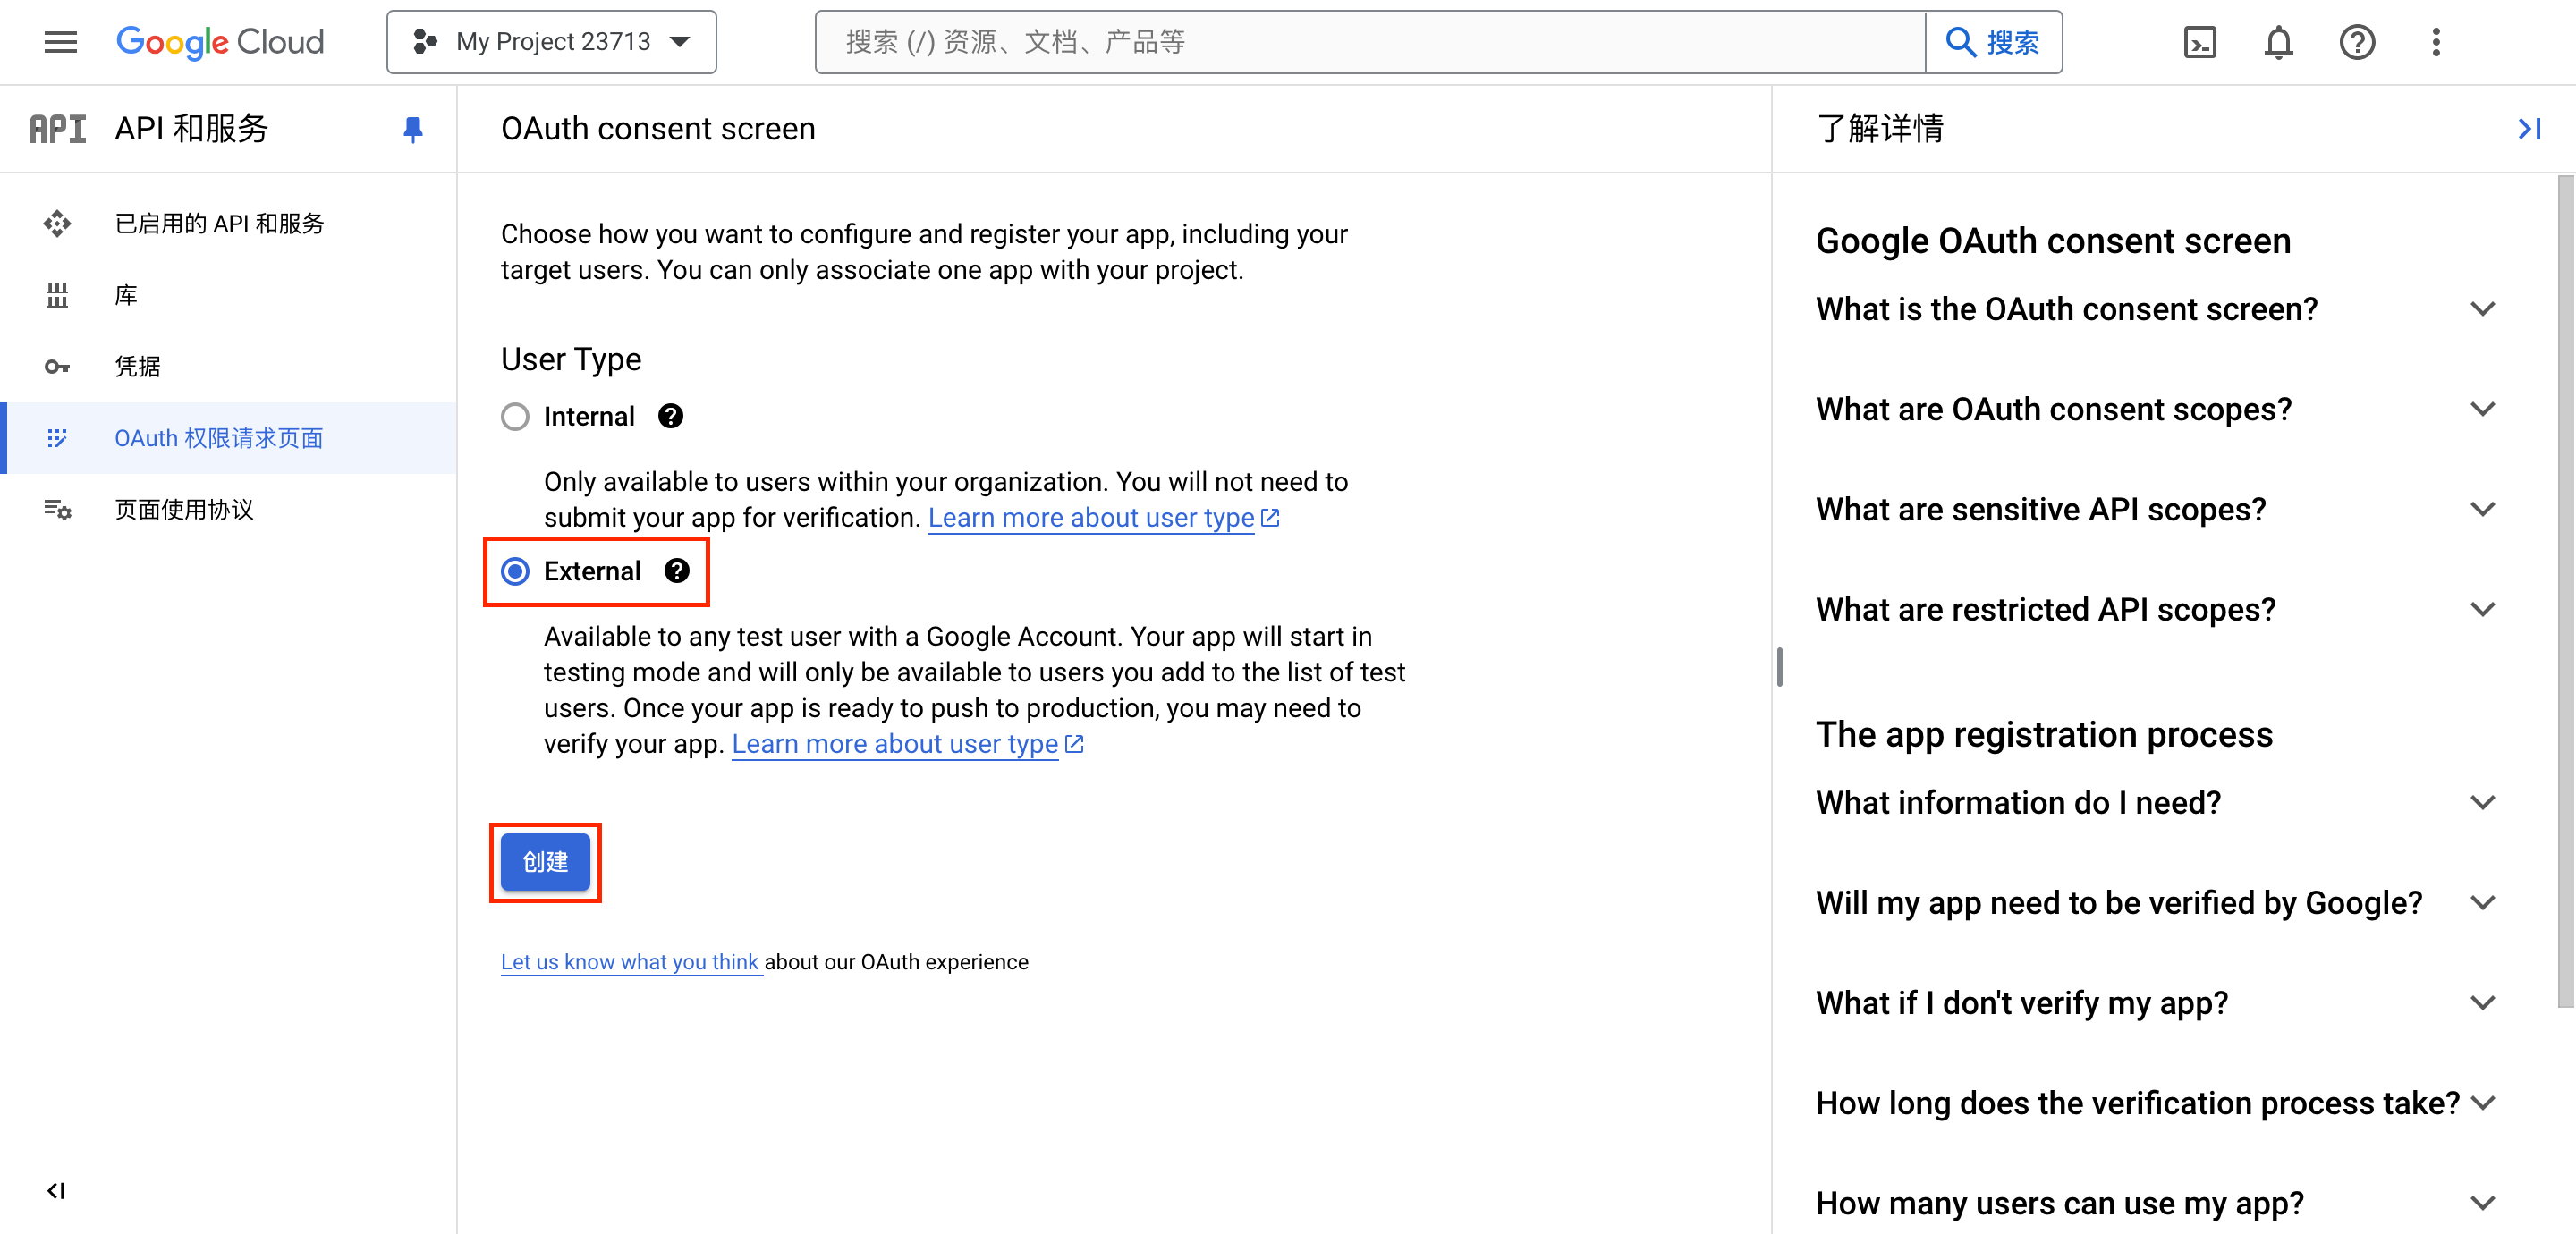 Google Cloud
My Project 23713
搜索 (/) 资源、文档、产品等
搜索
API
API 和服务
已启用的 API 和服务
库
凭据
OAuth 权限请求页面
页面使用协议
OAuth consent screen
Choose how you want to configure and register your app, including your
target users. You can only associate one app with your project.
User Type
Internal
Only available to users within your organization. You will not need to
submit your app for verification. Learn more about user type
External
Available to any test user with a Google Account. Your app will start in
testing mode and will only be available to users you add to the list of test
users. Once your app is ready to push to production, you may need to
verify your app. Learn more about user type
创建
Let us know what you think about our OAuth experience
了解详情
Google OAuth consent screen
What is the OAuth consent screen?
What are OAuth consent scopes?
What are sensitive API scopes?
What are restricted API scopes?
The app registration process
What information do I need?
Will my app need to be verified by Google?
What if I don't verify my app?
How long does the verification process take?
How many users can use my app?